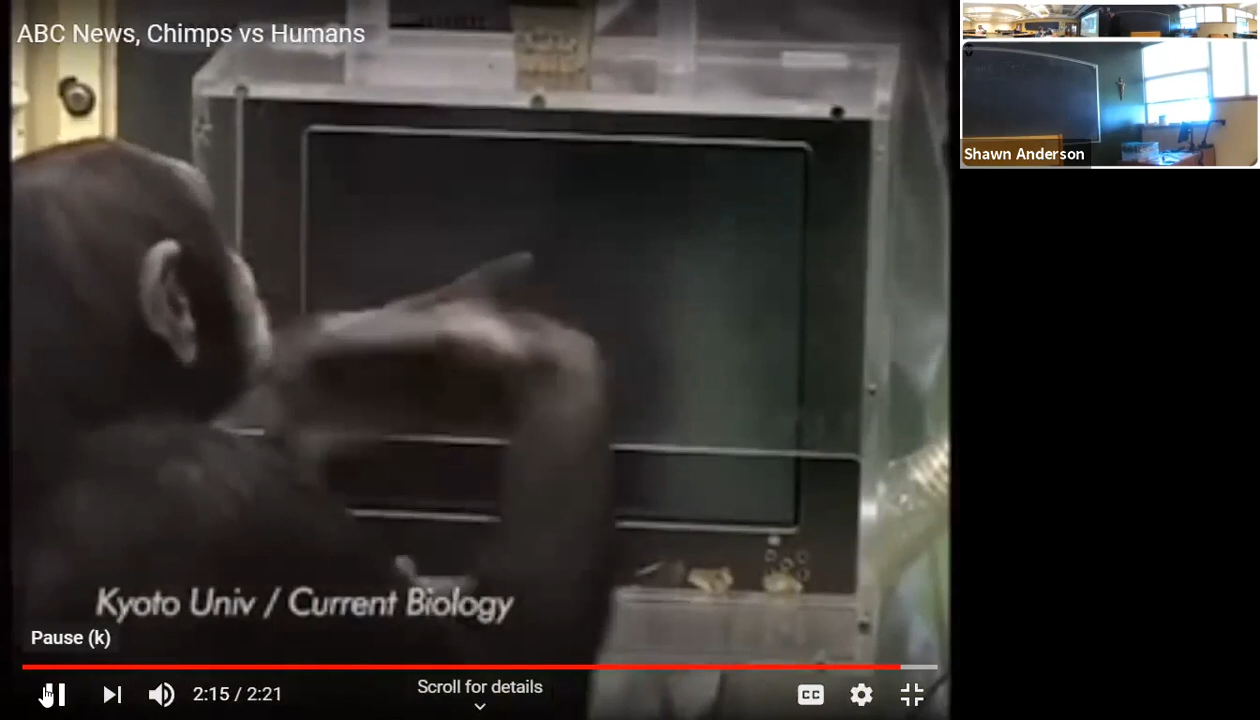 ABC News, Chimps vs Humans
Shawn Anderson
Kyoto Univ / Current Biology
Pause (k)
2:15 / 2:21
Scroll for details
CC